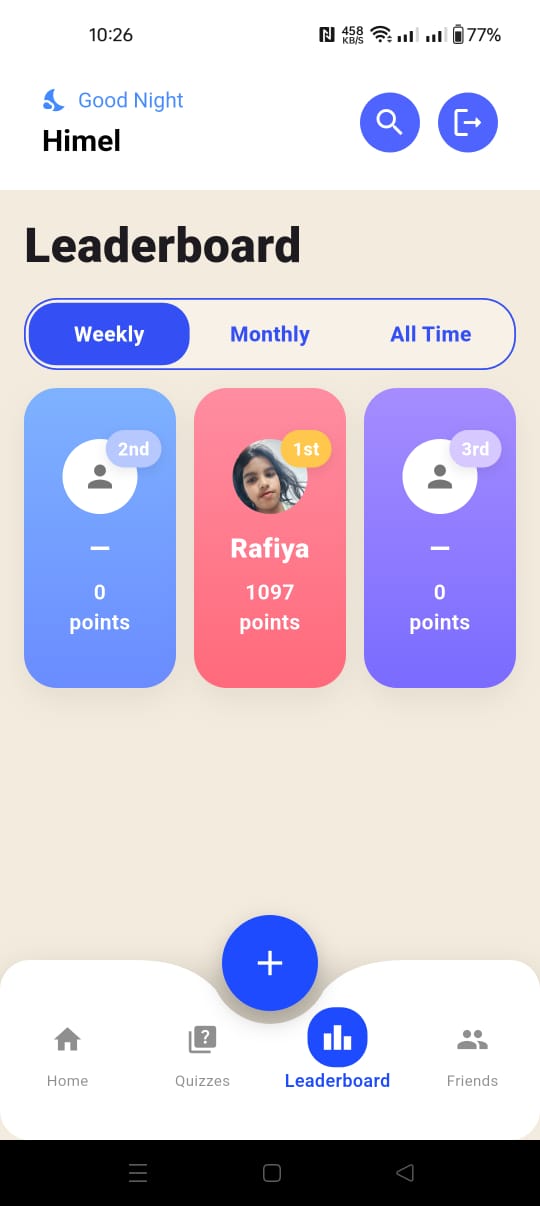 10:26
458
KB/S
77%
Good Night
Himel
Leaderboard
Weekly Monthly All Time
2nd 1st 3rd
– Rafiya –
0 1097 0
points points points
Home Quizzes Leaderboard Friends